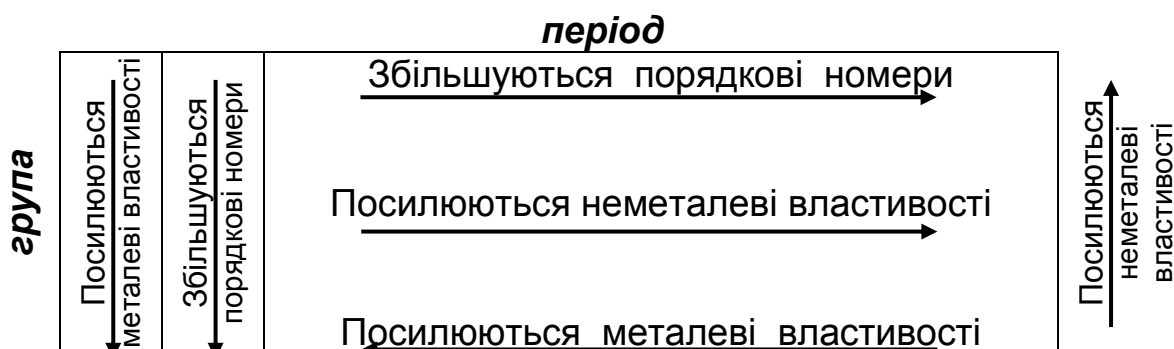 період
група
Посилюються
металеві властивості
Збільшуються
порядкові номери
Збільшуються порядкові номери
Посилюються неметалеві властивості
Посилюються металеві властивості
Посилюються
неметалеві
властивості